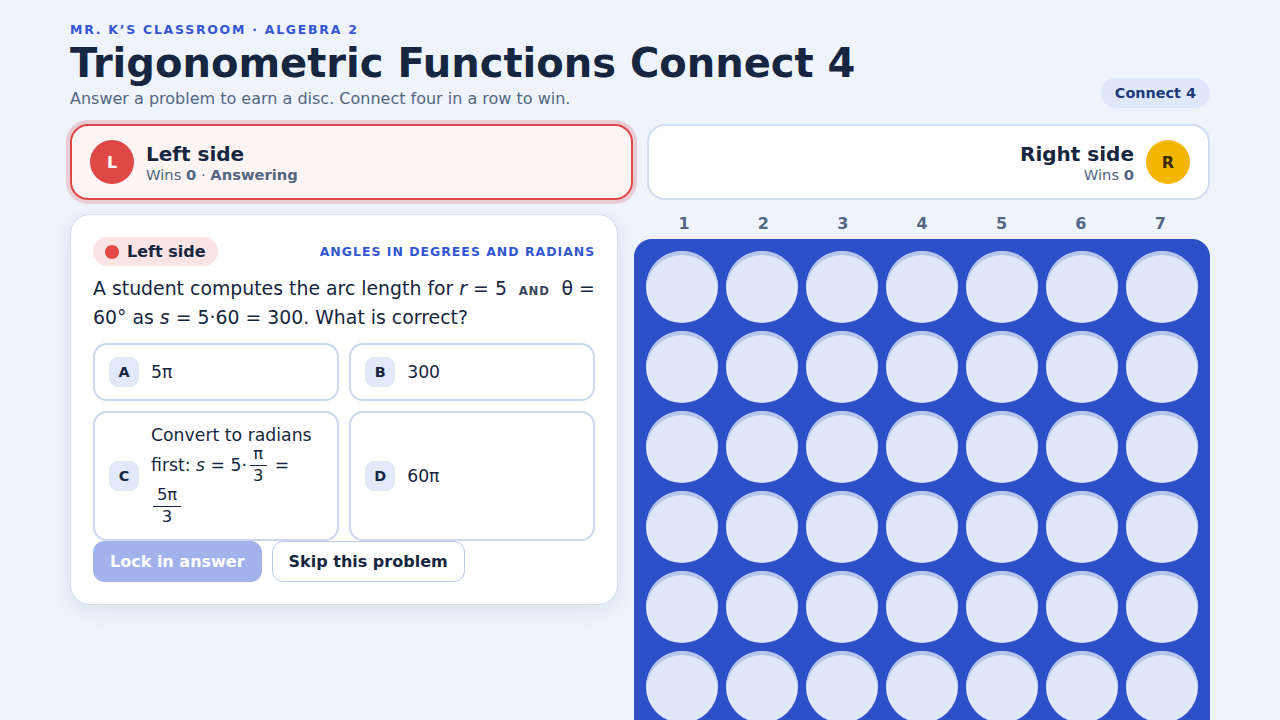 MR. K’S CLASSROOM · ALGEBRA 2
Trigonometric Functions Connect 4
Answer a problem to earn a disc. Connect four in a row to win.
Connect 4
L
Left side
Wins 0 · Answering
Right side
Wins 0
R
Left side
ANGLES IN DEGREES AND RADIANS
A student computes the arc length for r = 5 AND θ =
60° as s = 5·60 = 300. What is correct?
A 5π
B 300
C Convert to radians
first: s = 5·π/3 =
5π/3
D 60π
Lock in answer
Skip this problem
1 2 3 4 5 6 7